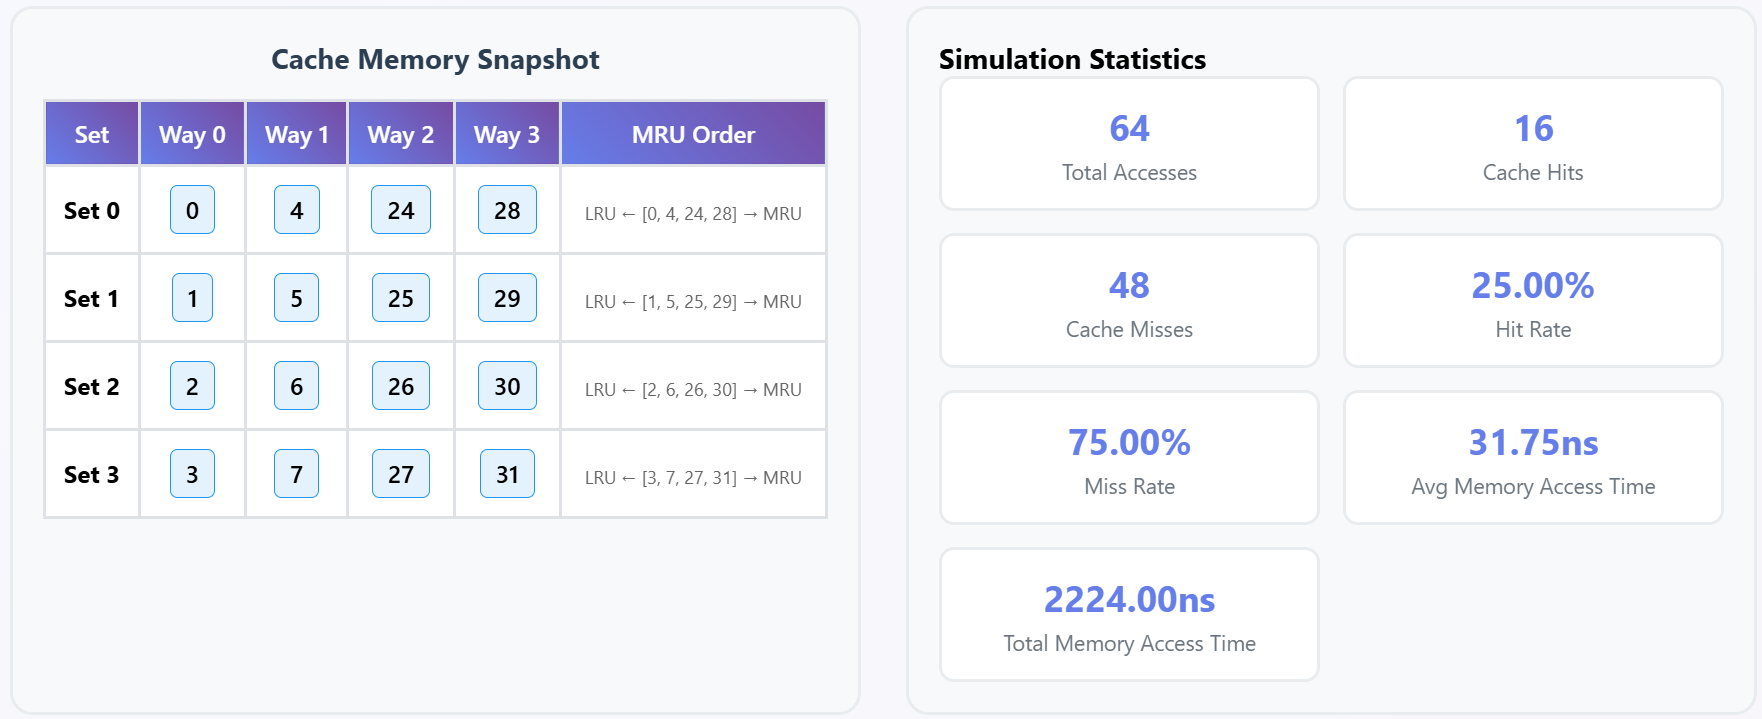 Cache Memory Snapshot
Set Way 0 Way 1 Way 2 Way 3 MRU Order
Set 0 0 4 24 28 LRU ← [0, 4, 24, 28] → MRU
Set 1 1 5 25 29 LRU ← [1, 5, 25, 29] → MRU
Set 2 2 6 26 30 LRU ← [2, 6, 26, 30] → MRU
Set 3 3 7 27 31 LRU ← [3, 7, 27, 31] → MRU
Simulation Statistics
64
Total Accesses
16
Cache Hits
48
Cache Misses
25.00%
Hit Rate
75.00%
Miss Rate
31.75ns
Avg Memory Access Time
2224.00ns
Total Memory Access Time